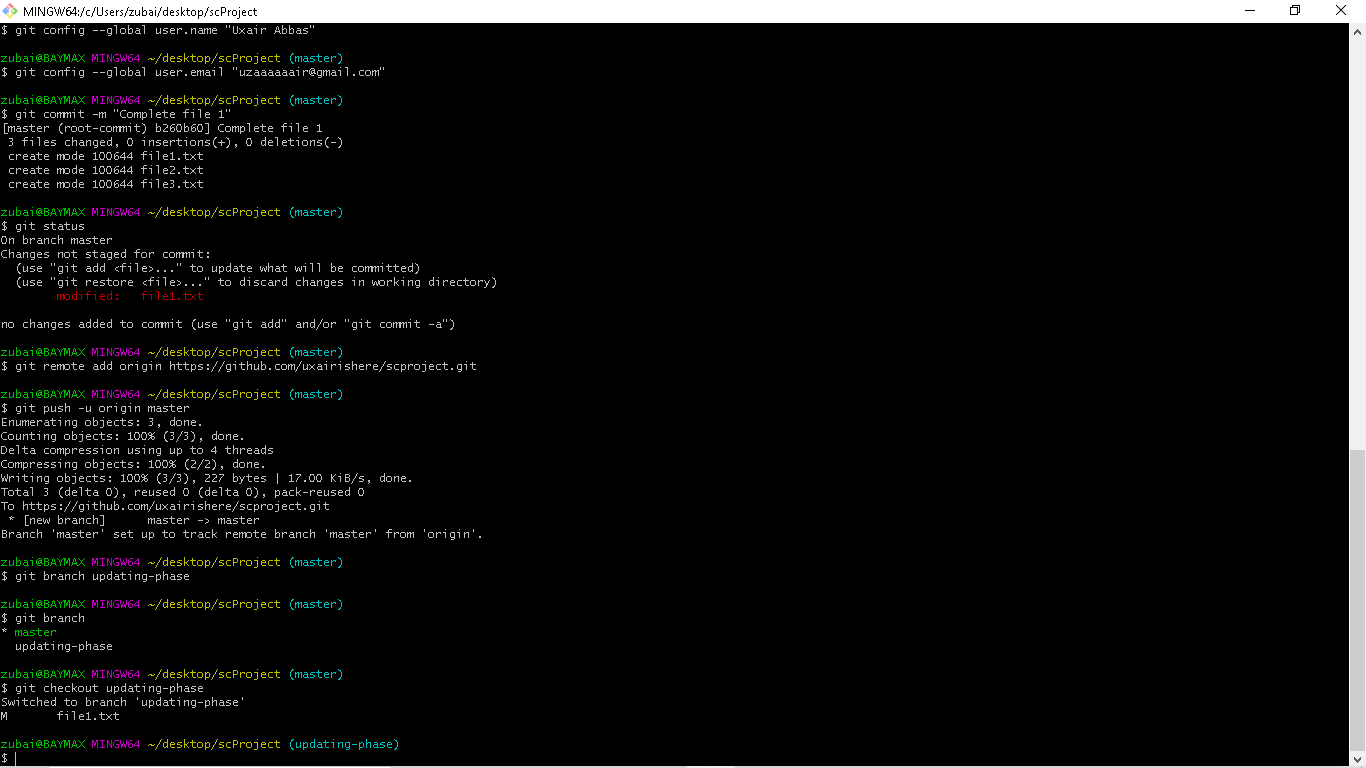 MINGW64:/c/Users/zubai/desktop/scProject
$ git config --global user.name "Uxair Abbas"
zubai@BAYMAX MINGW64 ~/desktop/scProject (master)
$ git config --global user.email "uzaaaaaair@gmail.com"
zubai@BAYMAX MINGW64 ~/desktop/scProject (master)
$ git commit -m "Complete file 1"
[master (root-commit) b260b60] Complete file 1
 3 files changed, 0 insertions(+), 0 deletions(-)
 create mode 100644 file1.txt
 create mode 100644 file2.txt
 create mode 100644 file3.txt
zubai@BAYMAX MINGW64 ~/desktop/scProject (master)
$ git status
On branch master
Changes not staged for commit:
  (use "git add <file>..." to update what will be committed)
  (use "git restore <file>..." to discard changes in working directory)
        modified:   file1.txt
no changes added to commit (use "git add" and/or "git commit -a")
zubai@BAYMAX MINGW64 ~/desktop/scProject (master)
$ git remote add origin https://github.com/uxairishere/scproject.git
zubai@BAYMAX MINGW64 ~/desktop/scProject (master)
$ git push -u origin master
Enumerating objects: 3, done.
Counting objects: 100% (3/3), done.
Delta compression using up to 4 threads
Compressing objects: 100% (2/2), done.
Writing objects: 100% (3/3), 227 bytes | 17.00 KiB/s, done.
Total 3 (delta 0), reused 0 (delta 0), pack-reused 0
To https://github.com/uxairishere/scproject.git
 * [new branch]      master -> master
Branch 'master' set up to track remote branch 'master' from 'origin'.
zubai@BAYMAX MINGW64 ~/desktop/scProject (master)
$ git branch updating-phase
zubai@BAYMAX MINGW64 ~/desktop/scProject (master)
$ git branch
* master
  updating-phase
zubai@BAYMAX MINGW64 ~/desktop/scProject (master)
$ git checkout updating-phase
Switched to branch 'updating-phase'
M       file1.txt
zubai@BAYMAX MINGW64 ~/desktop/scProject (updating-phase)
$